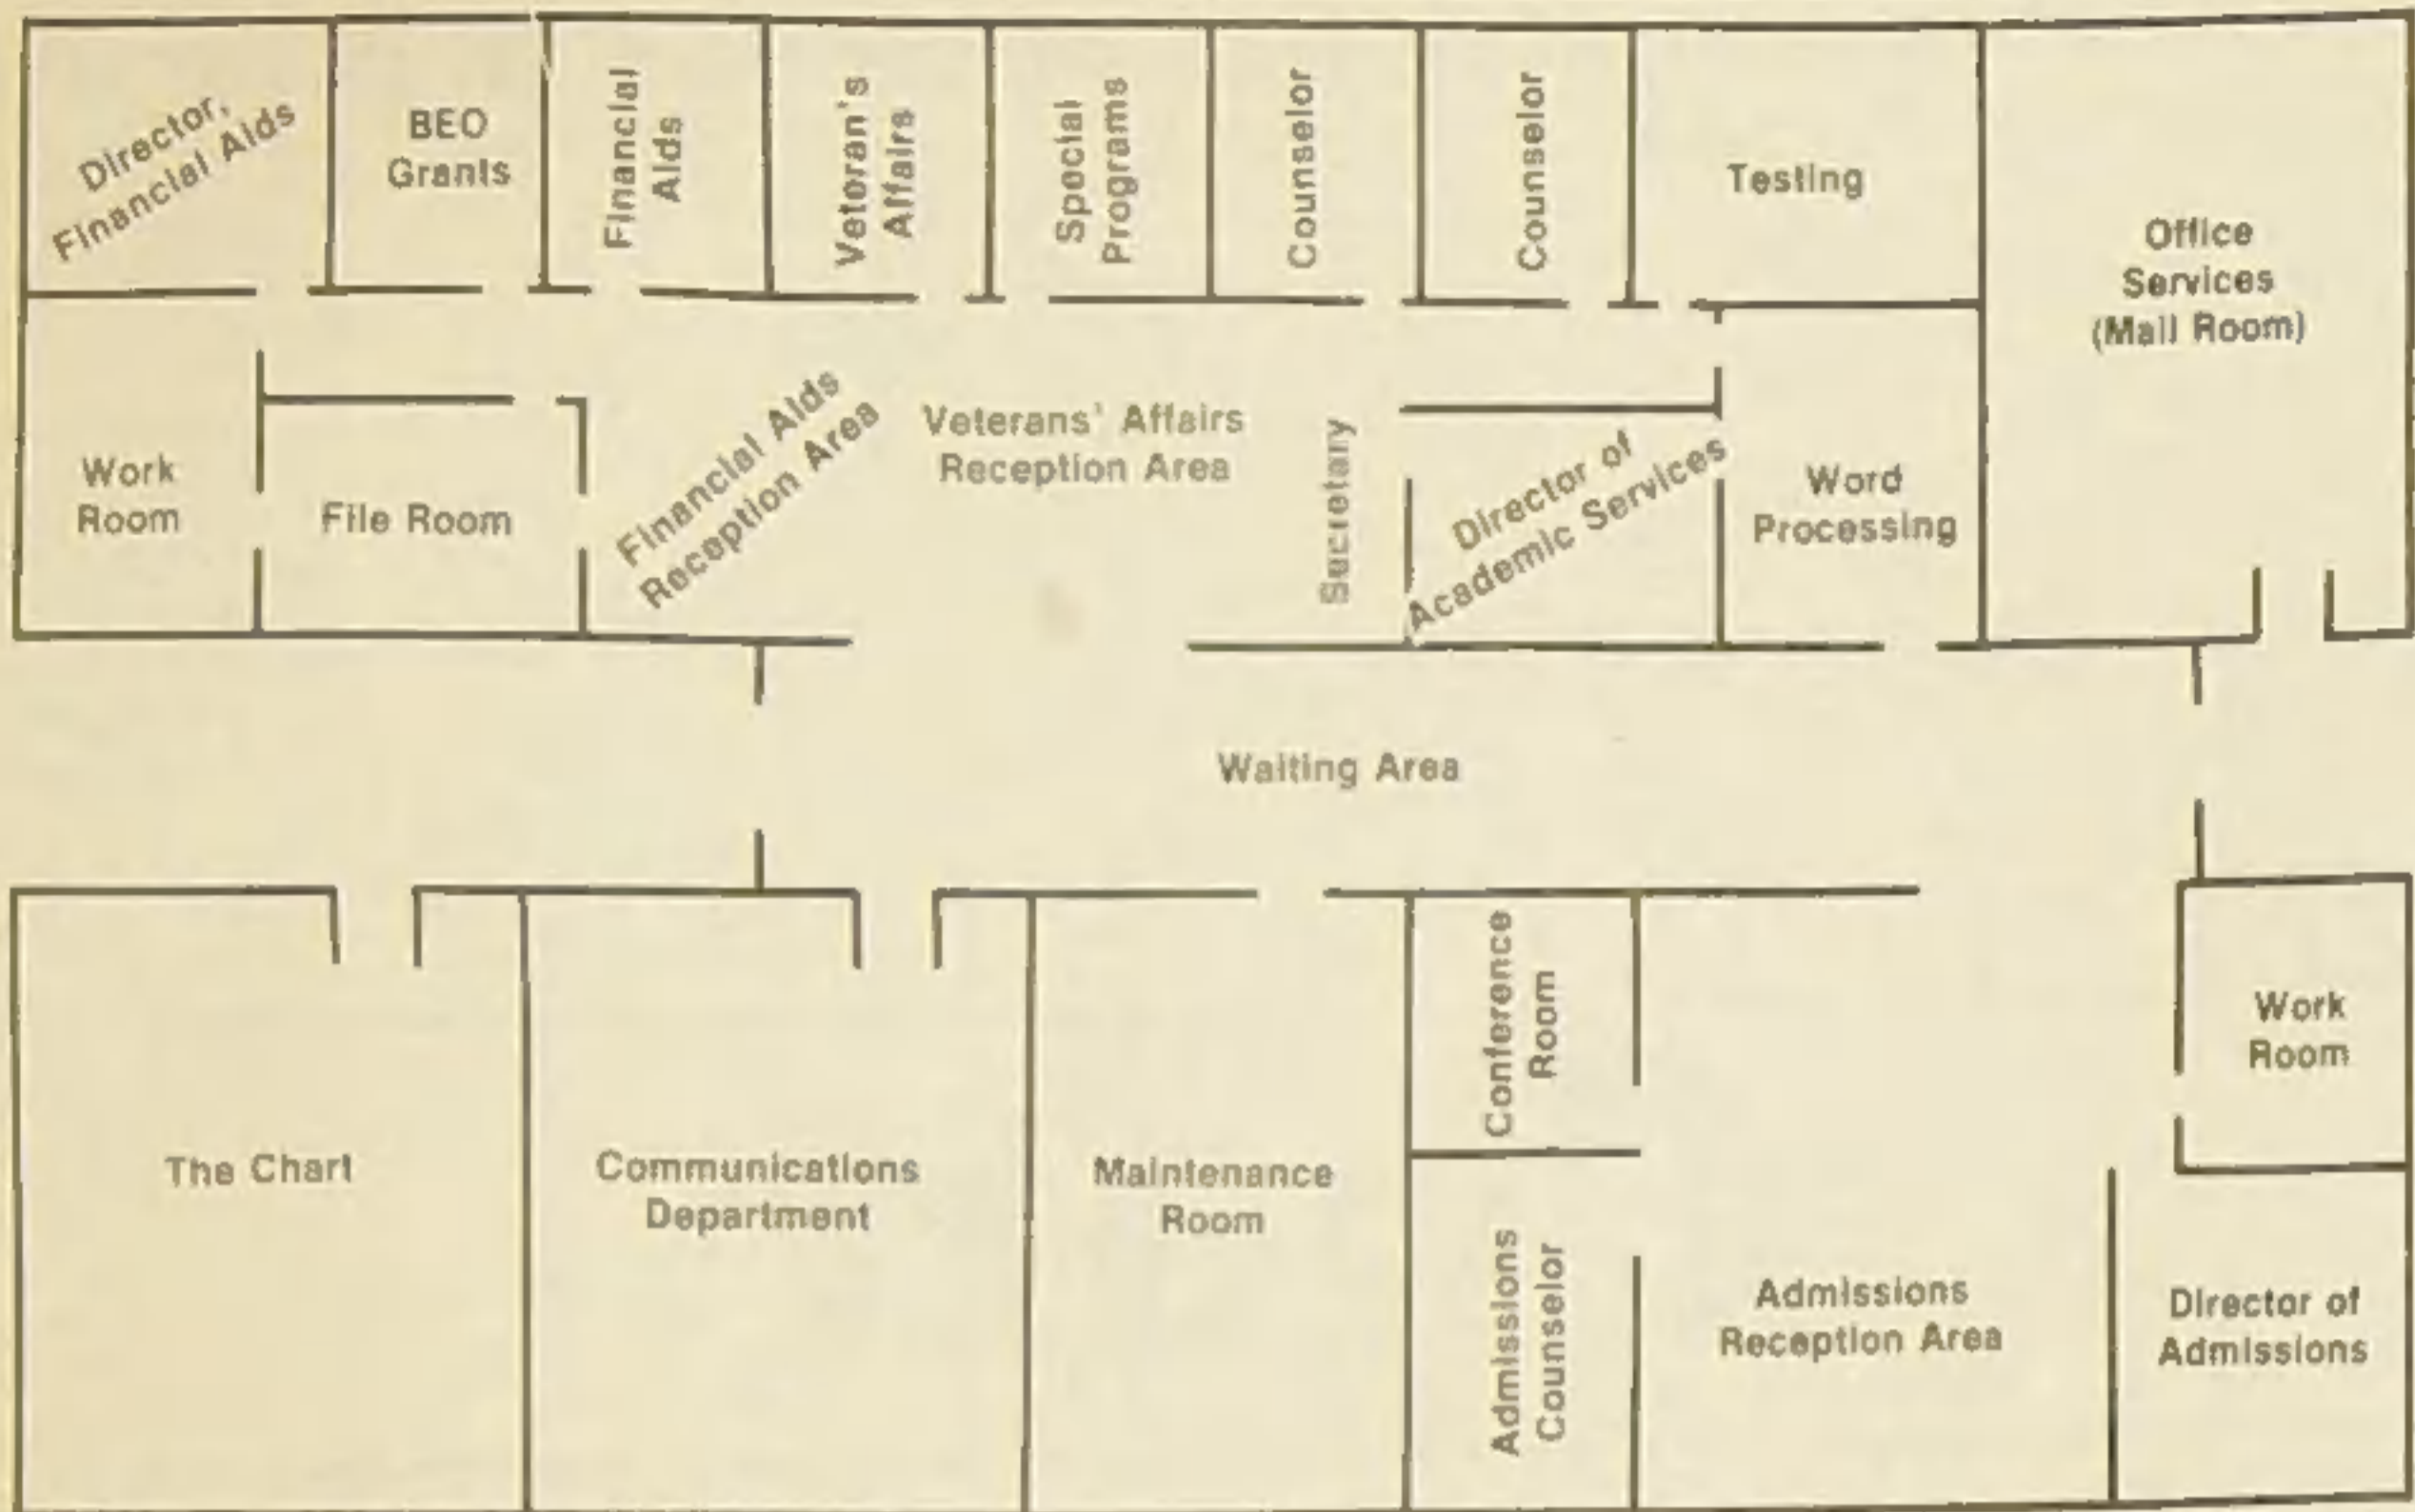 Director,
Financial Aids
BEO
Grants
Financial
Aids
Veteran's
Affairs
Special
Programs
Counselor
Counselor
Testing
Office
Services
(Mail Room)
Work
Room
File Room
Financial Aids
Reception Area
Veterans' Affairs
Reception Area
Secretary
Director of
Academic Services
Word
Processing
Waiting Area
The Chart
Communications
Department
Maintenance
Room
Conference
Room
Admissions
Counselor
Admissions
Reception Area
Work
Room
Director of
Admissions